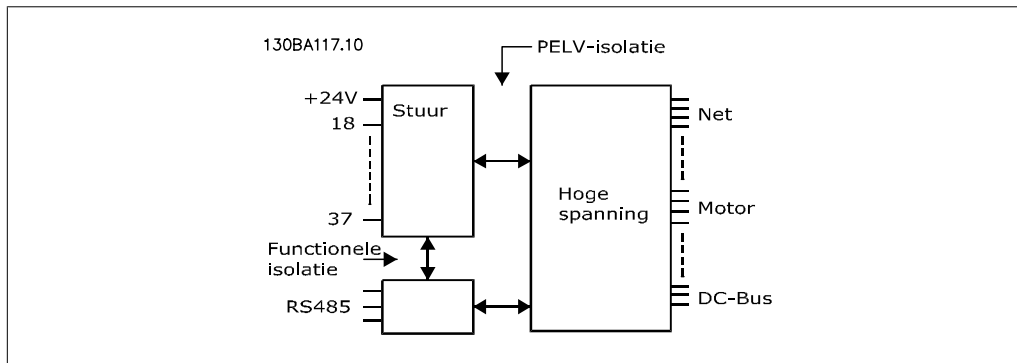 130BA117.10
PELV-isolatie
+24V
Stuur
18
Net
Hoge
spanning
Motor
37
Functionele
isolatie
RS485
DC-Bus